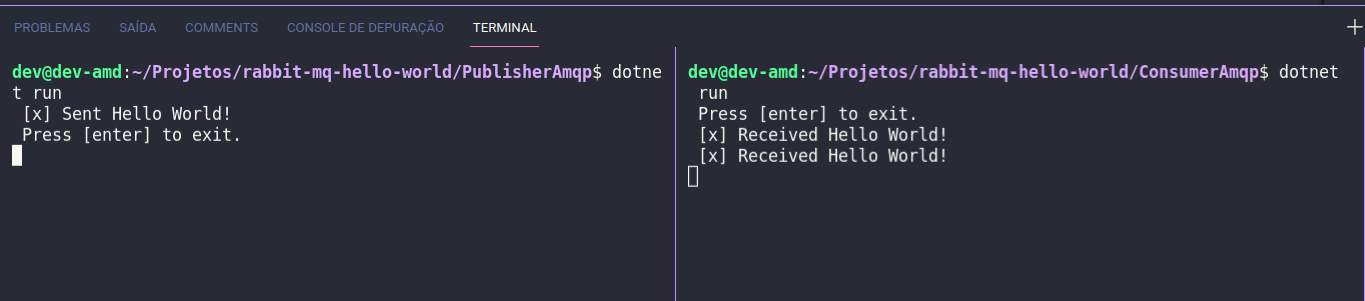 PROBLEMAS SAÍDA COMMENTS CONSOLE DE DEPURAÇÃO TERMINAL
dev@dev-amd:~/Projetos/rabbit-mq-hello-world/PublisherAmqp$ dotne
t run
[x] Sent Hello World!
Press [enter] to exit.
dev@dev-amd:~/Projetos/rabbit-mq-hello-world/ConsumerAmqp$ dotnet
run
Press [enter] to exit.
[x] Received Hello World!
[x] Received Hello World!